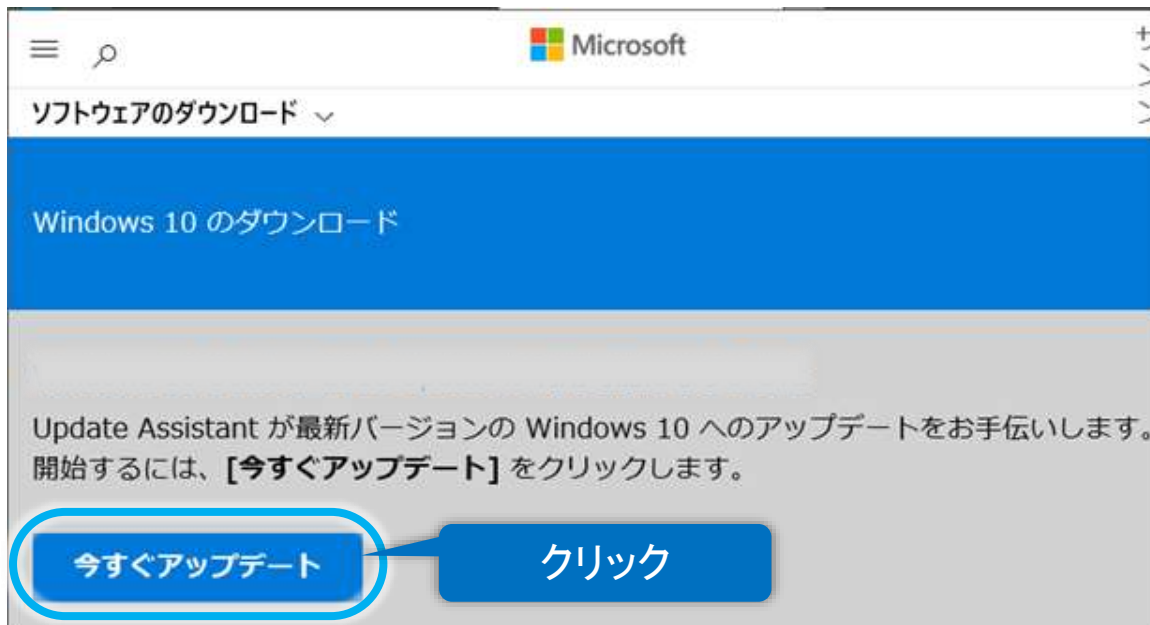 Microsoft
ソフトウェアのダウンロード
Windows 10 のダウンロード
Update Assistant が最新バージョンの Windows 10 へのアップデートをお手伝いします。
開始するには、[今すぐアップデート] をクリックします。
今すぐアップデート
クリック